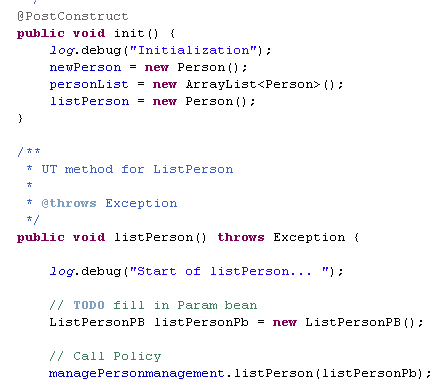 */
@PostConstruct
public void init() {
log.debug("Initialization");
newPerson = new Person();
personList = new ArrayList<Person>();
listPerson = new Person();
}
/**
* UT method for ListPerson
*
* @throws Exception
*/
public void listPerson() throws Exception {
log.debug("Start of listPerson... ");
// TODO fill in Param bean
ListPersonPB listPersonPb = new ListPersonPB();
// Call Policy
managePersonmanagement.listPerson(listPersonPb);